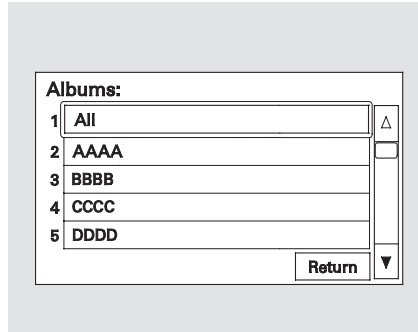 Albums:
1 All
2 AAAA
3 BBBB
4 CCCC
5 DDDD
Return